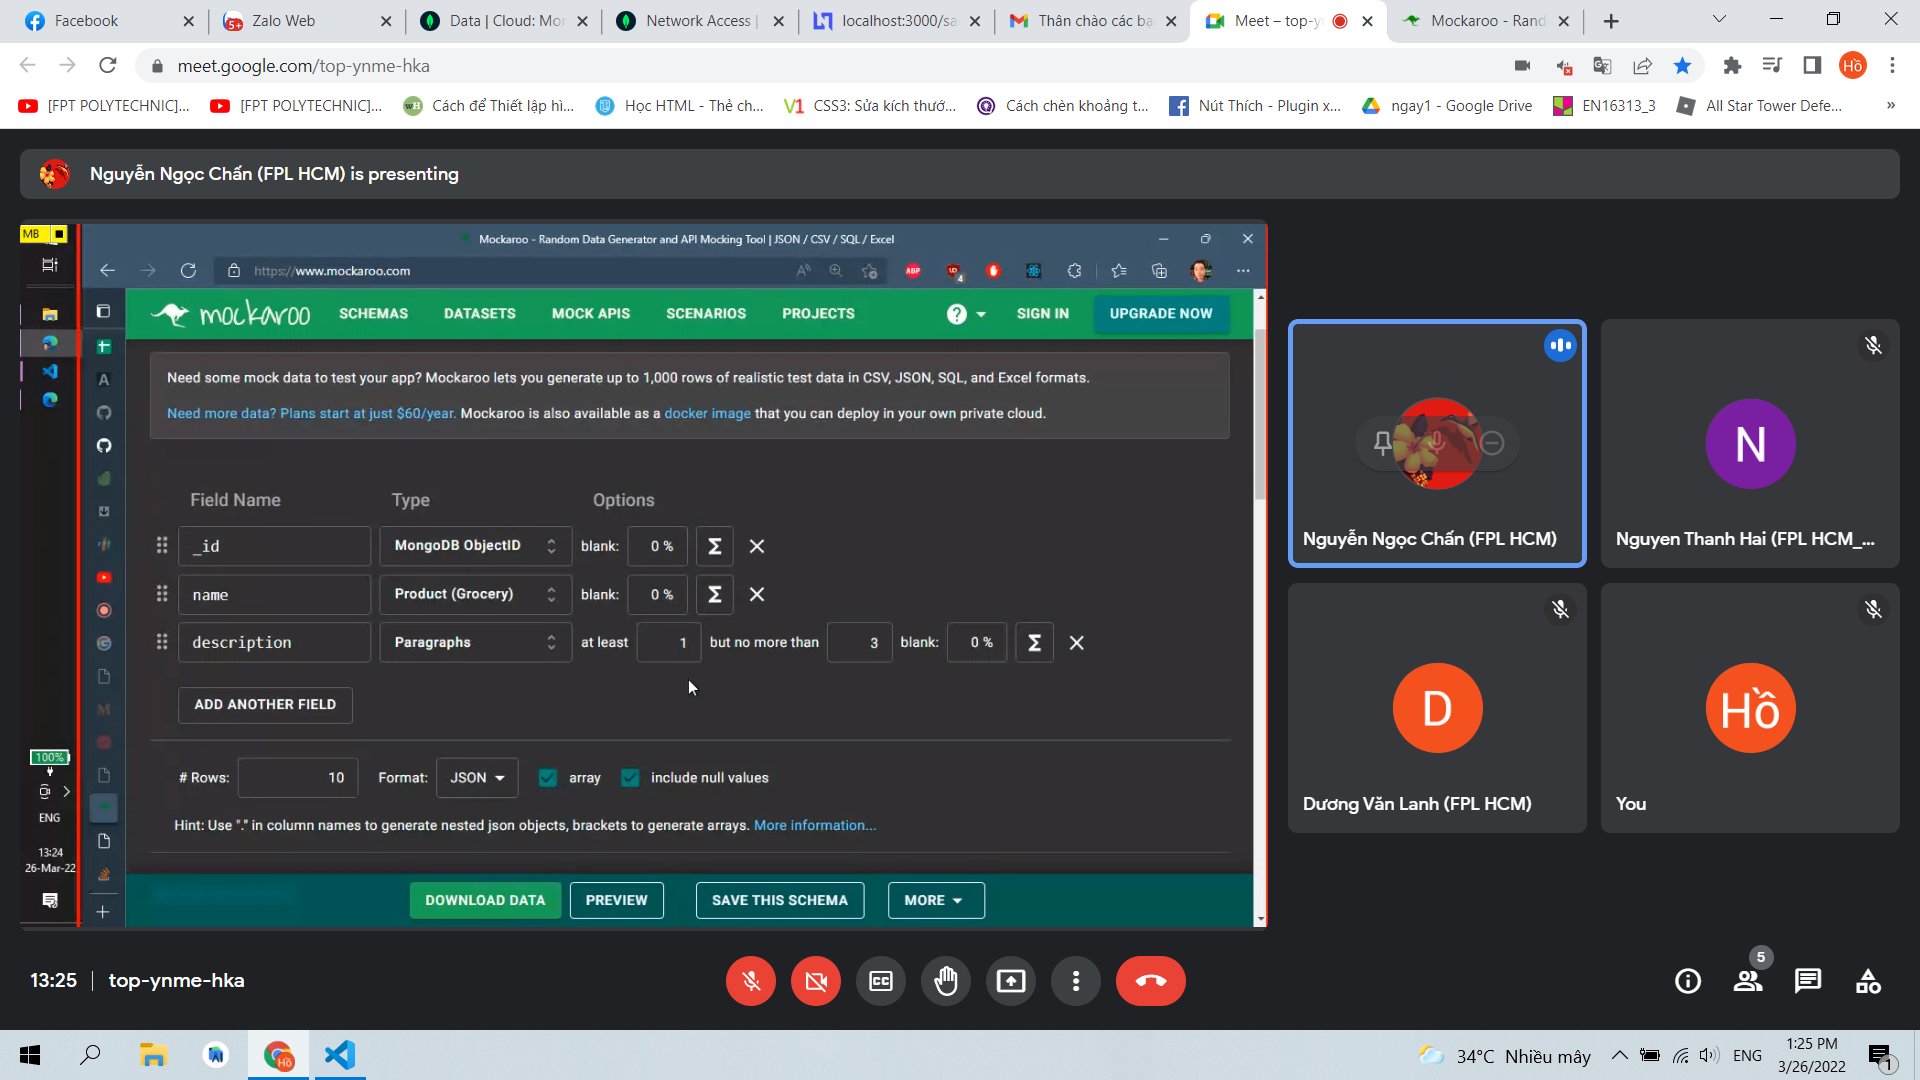 Facebook
Zalo Web
Data | Cloud: Mon
Network Access |
localhost:3000/sa
Thân chào các bạ
Meet – top-y
Mockaroo - Rand
meet.google.com/top-ynme-hka
Hồ
[FPT POLYTECHNIC]...
[FPT POLYTECHNIC]...
Cách để Thiết lập hì...
Học HTML - Thẻ ch...
CSS3: Sửa kích thướ...
Cách chèn khoảng t...
Nút Thích - Plugin x...
ngay1 - Google Drive
EN16313_3
All Star Tower Defe...
»
Nguyễn Ngọc Chấn (FPL HCM) is presenting
MB
Mockaroo - Random Data Generator and API Mocking Tool | JSON / CSV / SQL / Excel
https://www.mockaroo.com
ABP
4
mockaroo
SCHEMAS
DATASETS
MOCK APIS
SCENARIOS
PROJECTS
SIGN IN
UPGRADE NOW
Need some mock data to test your app? Mockaroo lets you generate up to 1,000 rows of realistic test data in CSV, JSON, SQL, and Excel formats.
Need more data? Plans start at just $60/year. Mockaroo is also available as a docker image that you can deploy in your own private cloud.
Field Name Type Options
_id MongoDB ObjectID blank: 0 % Σ
name Product (Grocery) blank: 0 % Σ
description Paragraphs at least 1 but no more than 3 blank: 0 % Σ
ADD ANOTHER FIELD
# Rows: 10 Format: JSON array include null values
Hint: Use "." in column names to generate nested json objects, brackets to generate arrays. More information...
DOWNLOAD DATA
PREVIEW
SAVE THIS SCHEMA
MORE
100%
ENG
13:24
26-Mar-22
Nguyễn Ngọc Chấn (FPL HCM)
N
Nguyen Thanh Hai (FPL HCM_...
D
Dương Văn Lanh (FPL HCM)
Hồ
You
13:25 | top-ynme-hka
5
34°C Nhiều mây
ENG
1:25 PM
3/26/2022
1